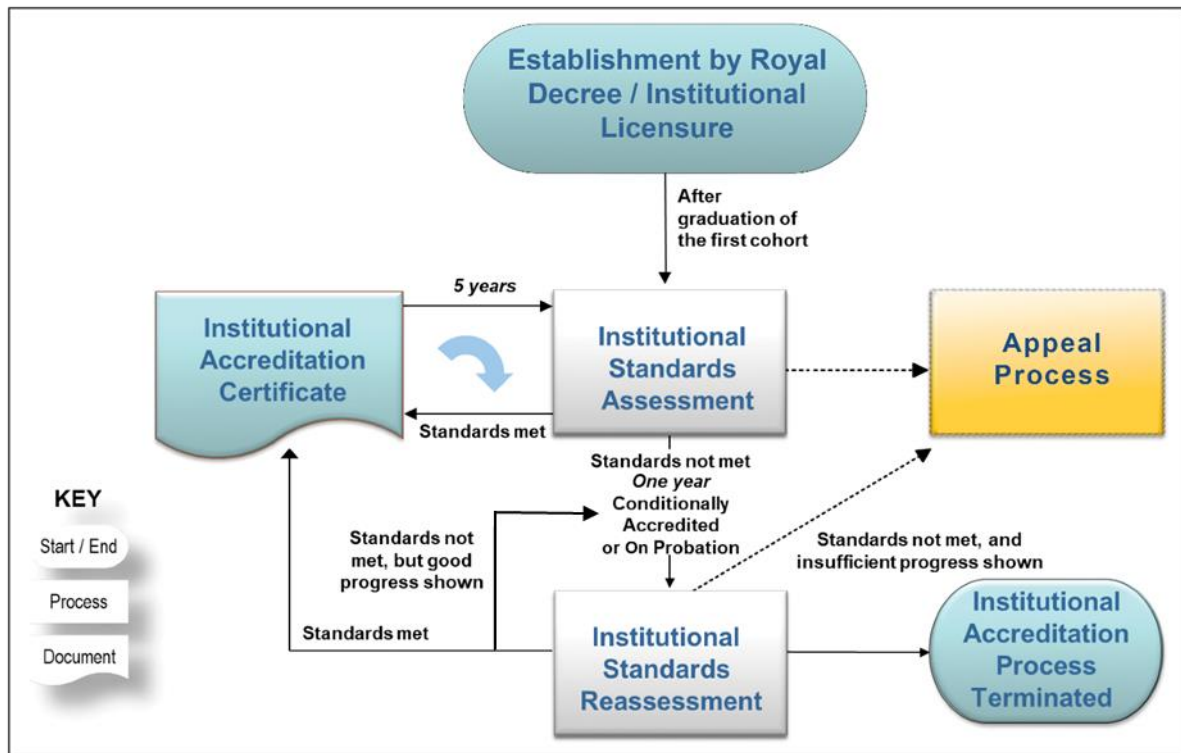 Establishment by Royal
Decree / Institutional
Licensure
After
graduation of
the first cohort
5 years
Institutional
Accreditation
Certificate
Institutional
Standards
Assessment
Appeal
Process
Standards met
Standards not met
One year
Conditionally
Accredited
or On Probation
KEY
Start / End
Process
Document
Standards not
met, but good
progress shown
Standards not met, and
insufficient progress shown
Standards met
Institutional
Standards
Reassessment
Institutional
Accreditation
Process
Terminated